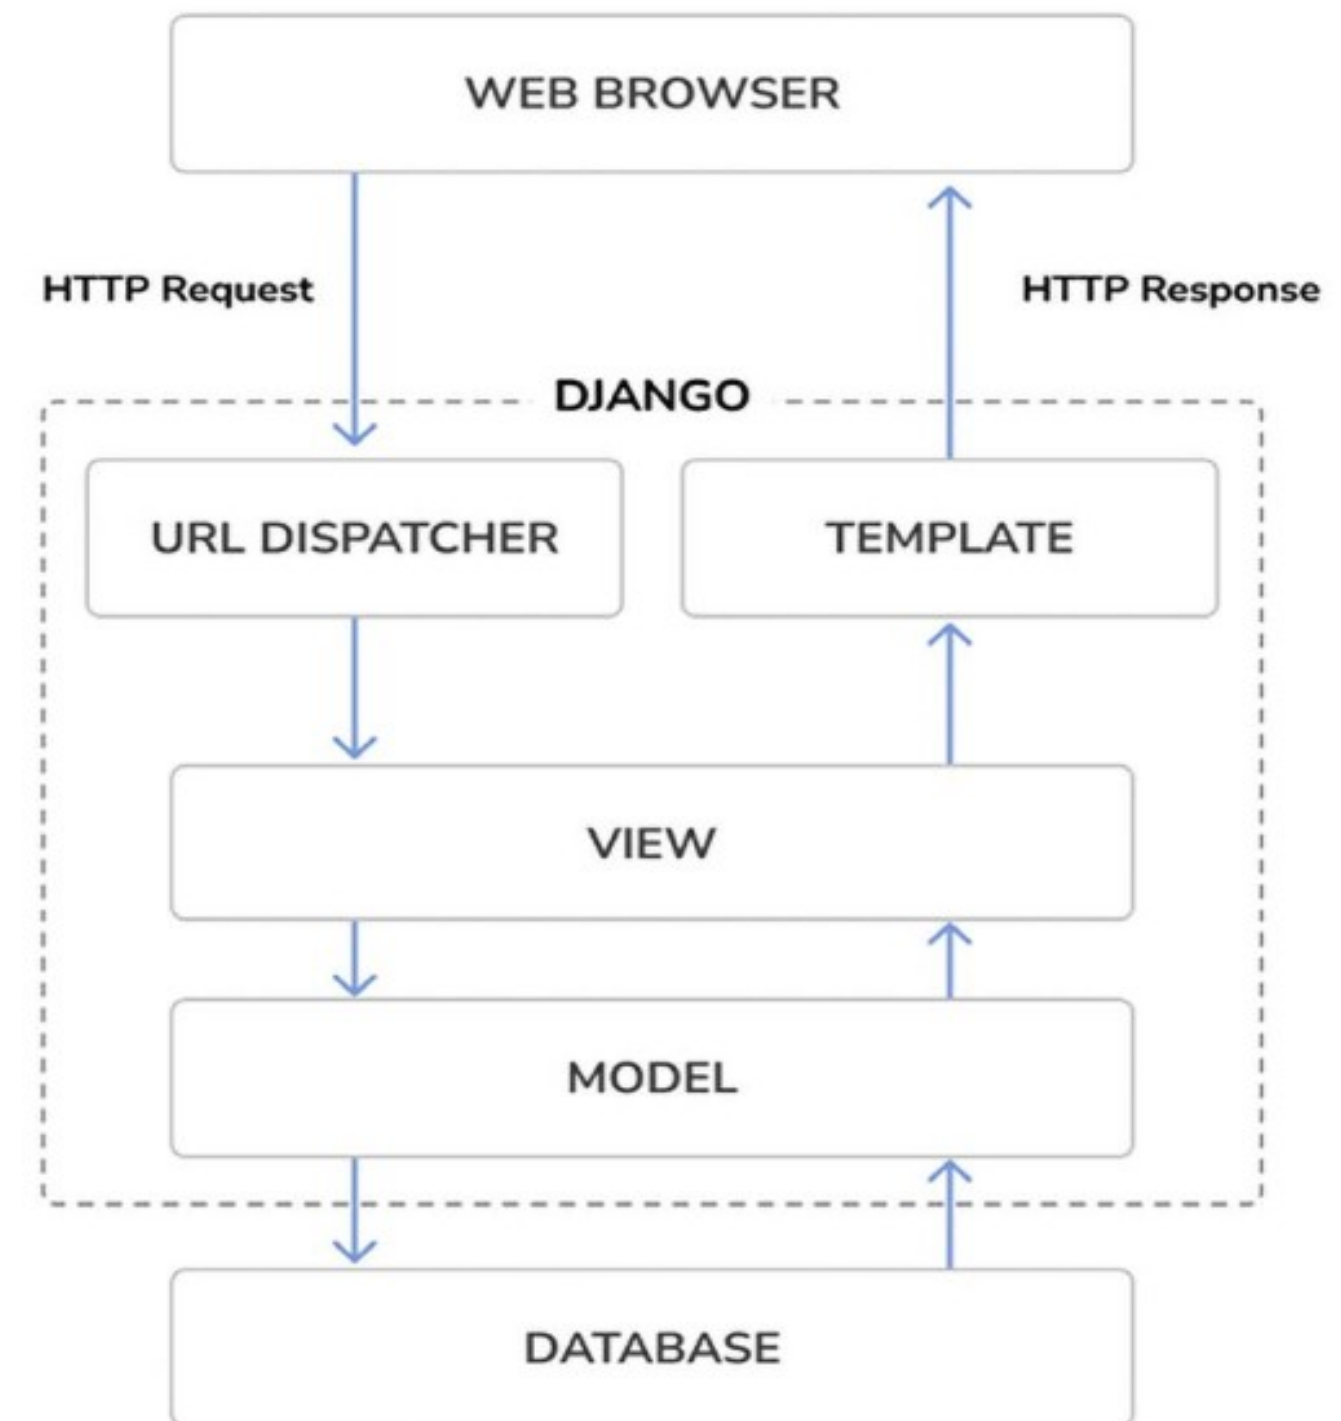 WEB BROWSER
HTTP Request
HTTP Response
DJANGO
URL DISPATCHER
TEMPLATE
VIEW
MODEL
DATABASE